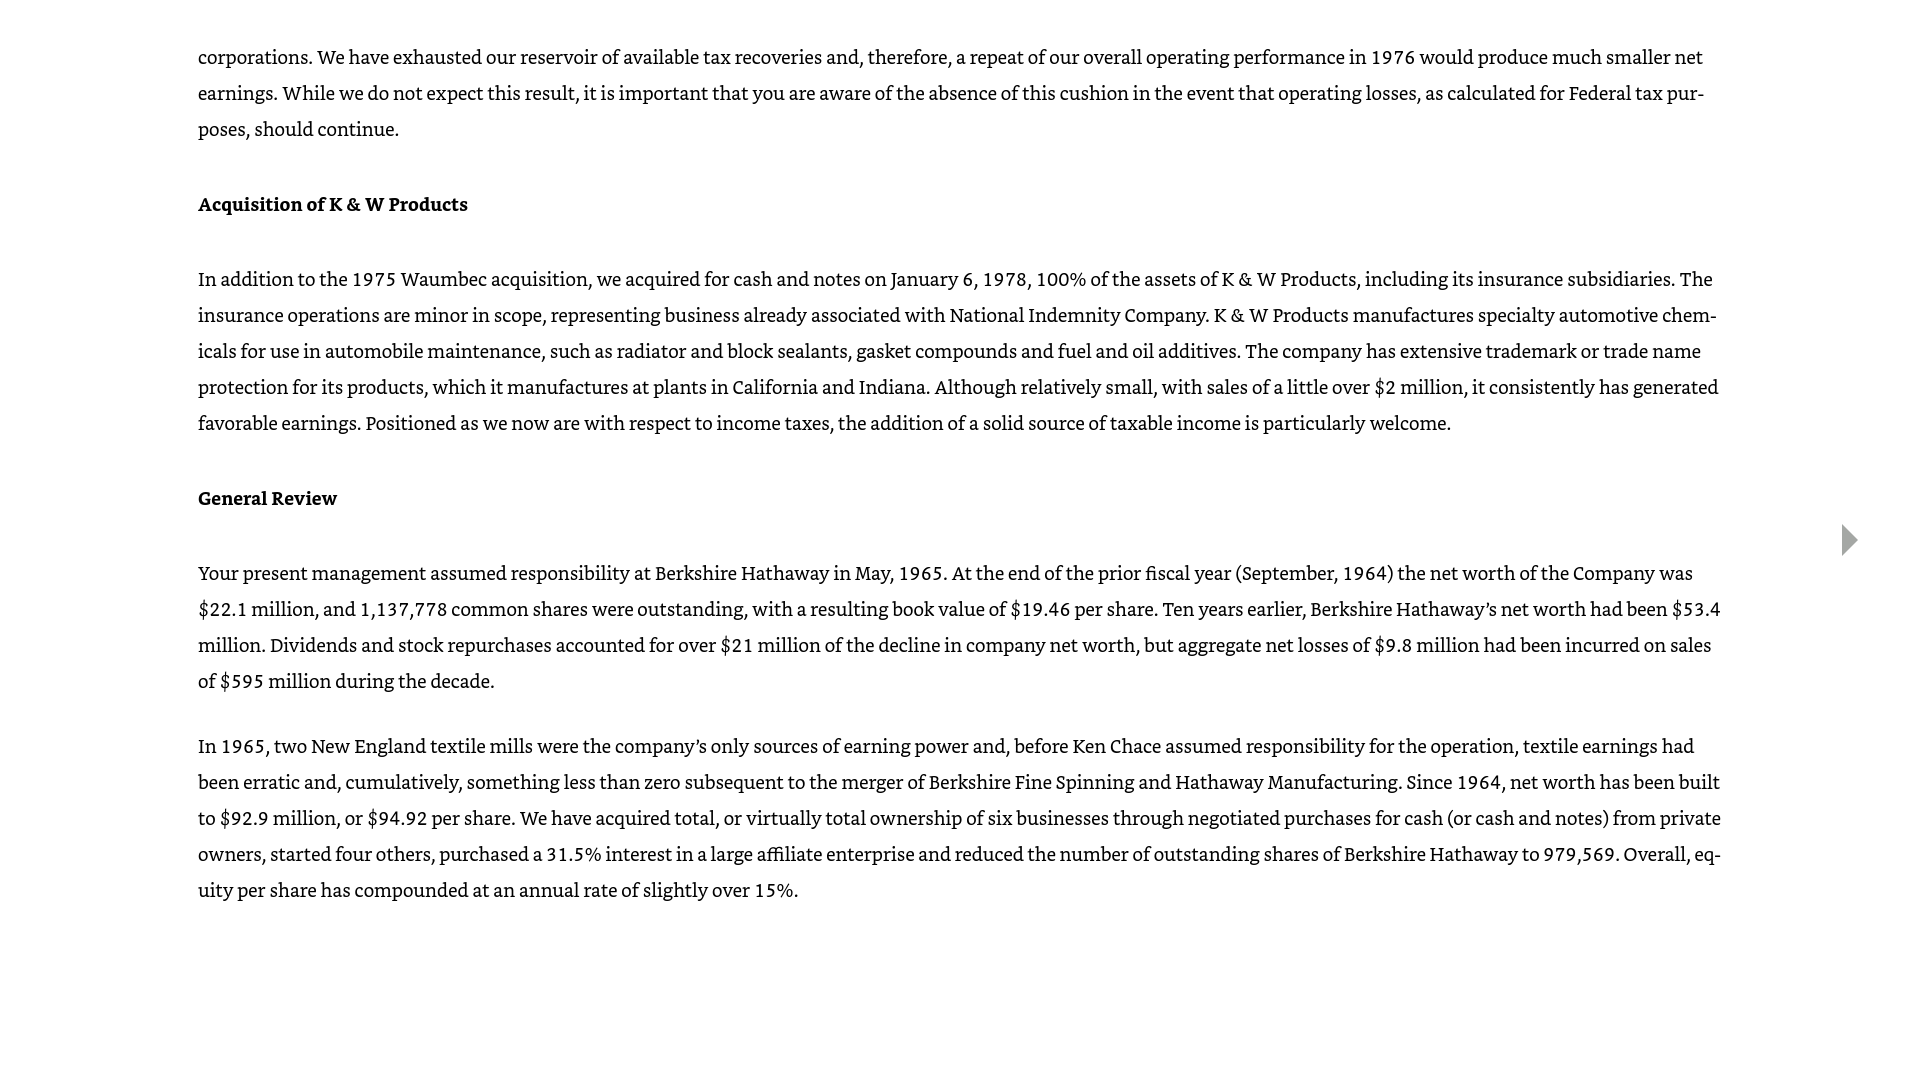 corporations. We have exhausted our reservoir of available tax recoveries and, therefore, a repeat of our overall operating performance in 1976 would produce much smaller net
earnings. While we do not expect this result, it is important that you are aware of the absence of this cushion in the event that operating losses, as calculated for Federal tax pur-
poses, should continue.
Acquisition of K & W Products
In addition to the 1975 Waumbec acquisition, we acquired for cash and notes on January 6, 1978, 100% of the assets of K & W Products, including its insurance subsidiaries. The
insurance operations are minor in scope, representing business already associated with National Indemnity Company. K & W Products manufactures specialty automotive chem-
icals for use in automobile maintenance, such as radiator and block sealants, gasket compounds and fuel and oil additives. The company has extensive trademark or trade name
protection for its products, which it manufactures at plants in California and Indiana. Although relatively small, with sales of a little over $2 million, it consistently has generated
favorable earnings. Positioned as we now are with respect to income taxes, the addition of a solid source of taxable income is particularly welcome.
General Review
Your present management assumed responsibility at Berkshire Hathaway in May, 1965. At the end of the prior fiscal year (September, 1964) the net worth of the Company was
$22.1 million, and 1,137,778 common shares were outstanding, with a resulting book value of $19.46 per share. Ten years earlier, Berkshire Hathaway’s net worth had been $53.4
million. Dividends and stock repurchases accounted for over $21 million of the decline in company net worth, but aggregate net losses of $9.8 million had been incurred on sales
of $595 million during the decade.
In 1965, two New England textile mills were the company’s only sources of earning power and, before Ken Chace assumed responsibility for the operation, textile earnings had
been erratic and, cumulatively, something less than zero subsequent to the merger of Berkshire Fine Spinning and Hathaway Manufacturing. Since 1964, net worth has been built
to $92.9 million, or $94.92 per share. We have acquired total, or virtually total ownership of six businesses through negotiated purchases for cash (or cash and notes) from private
owners, started four others, purchased a 31.5% interest in a large affiliate enterprise and reduced the number of outstanding shares of Berkshire Hathaway to 979,569. Overall, eq-
uity per share has compounded at an annual rate of slightly over 15%.